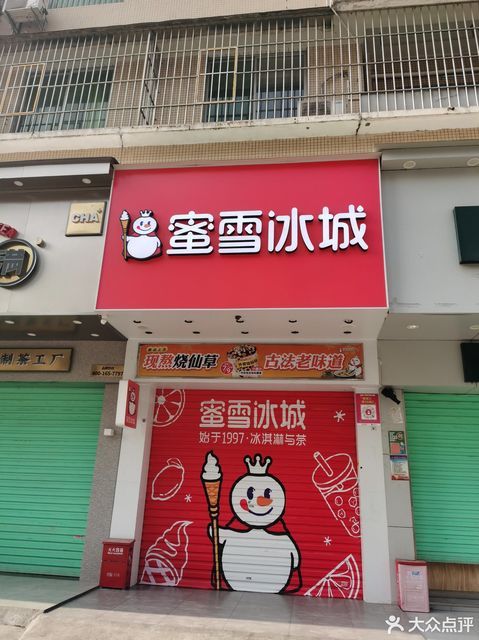 CHA
蜜雪冰城
现熬烧仙草
古法老味道
制茶工厂
蜜雪冰城
始于1997·冰淇淋与茶
大众点评